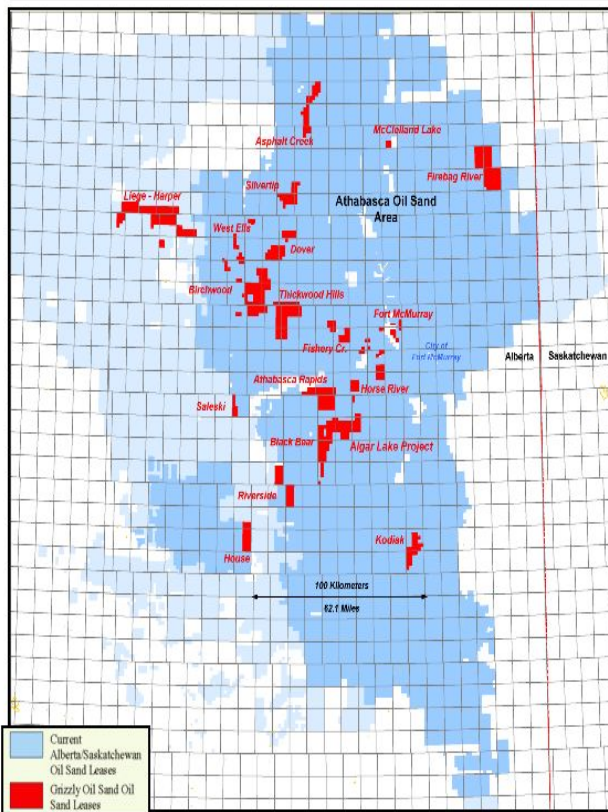 Asphalt Creek
McClelland Lake
Firebag River
Silvertip
Athabasca Oil Sand
Area
Liege - Harper
West Ells
Dover
Birchwood
Thickwood Hills
Fort McMurray
Fishery Cr.
City of
Fort McMurray
Alberta
Saskatchewan
Athabasca Rapids
Horse River
Saleski
Black Bear
Algar Lake Project
Riverside
Kodiak
House
100 Kilometers
62.1 Miles
Current
Alberta/Saskatchewan
Oil Sand Leases
Grizzly Oil Sand Oil
Sand Leases